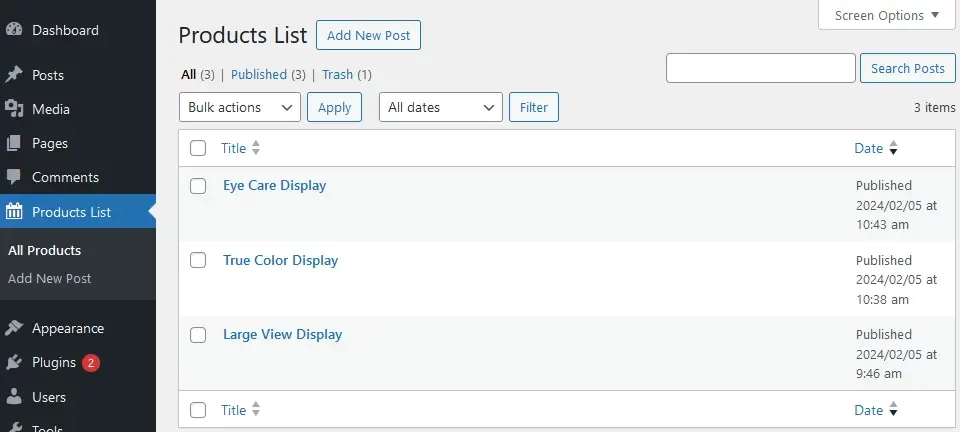 Dashboard
Posts
Media
Pages
Comments
Products List
All Products
Add New Post
Appearance
Plugins 2
Users
Tools
Screen Options
Products List Add New Post
All (3) | Published (3) | Trash (1)
Search Posts
Bulk actions Apply All dates Filter 3 items
Title Date
Eye Care Display Published
2024/02/05 at
10:43 am
True Color Display Published
2024/02/05 at
10:38 am
Large View Display Published
2024/02/05 at
9:46 am
Title Date